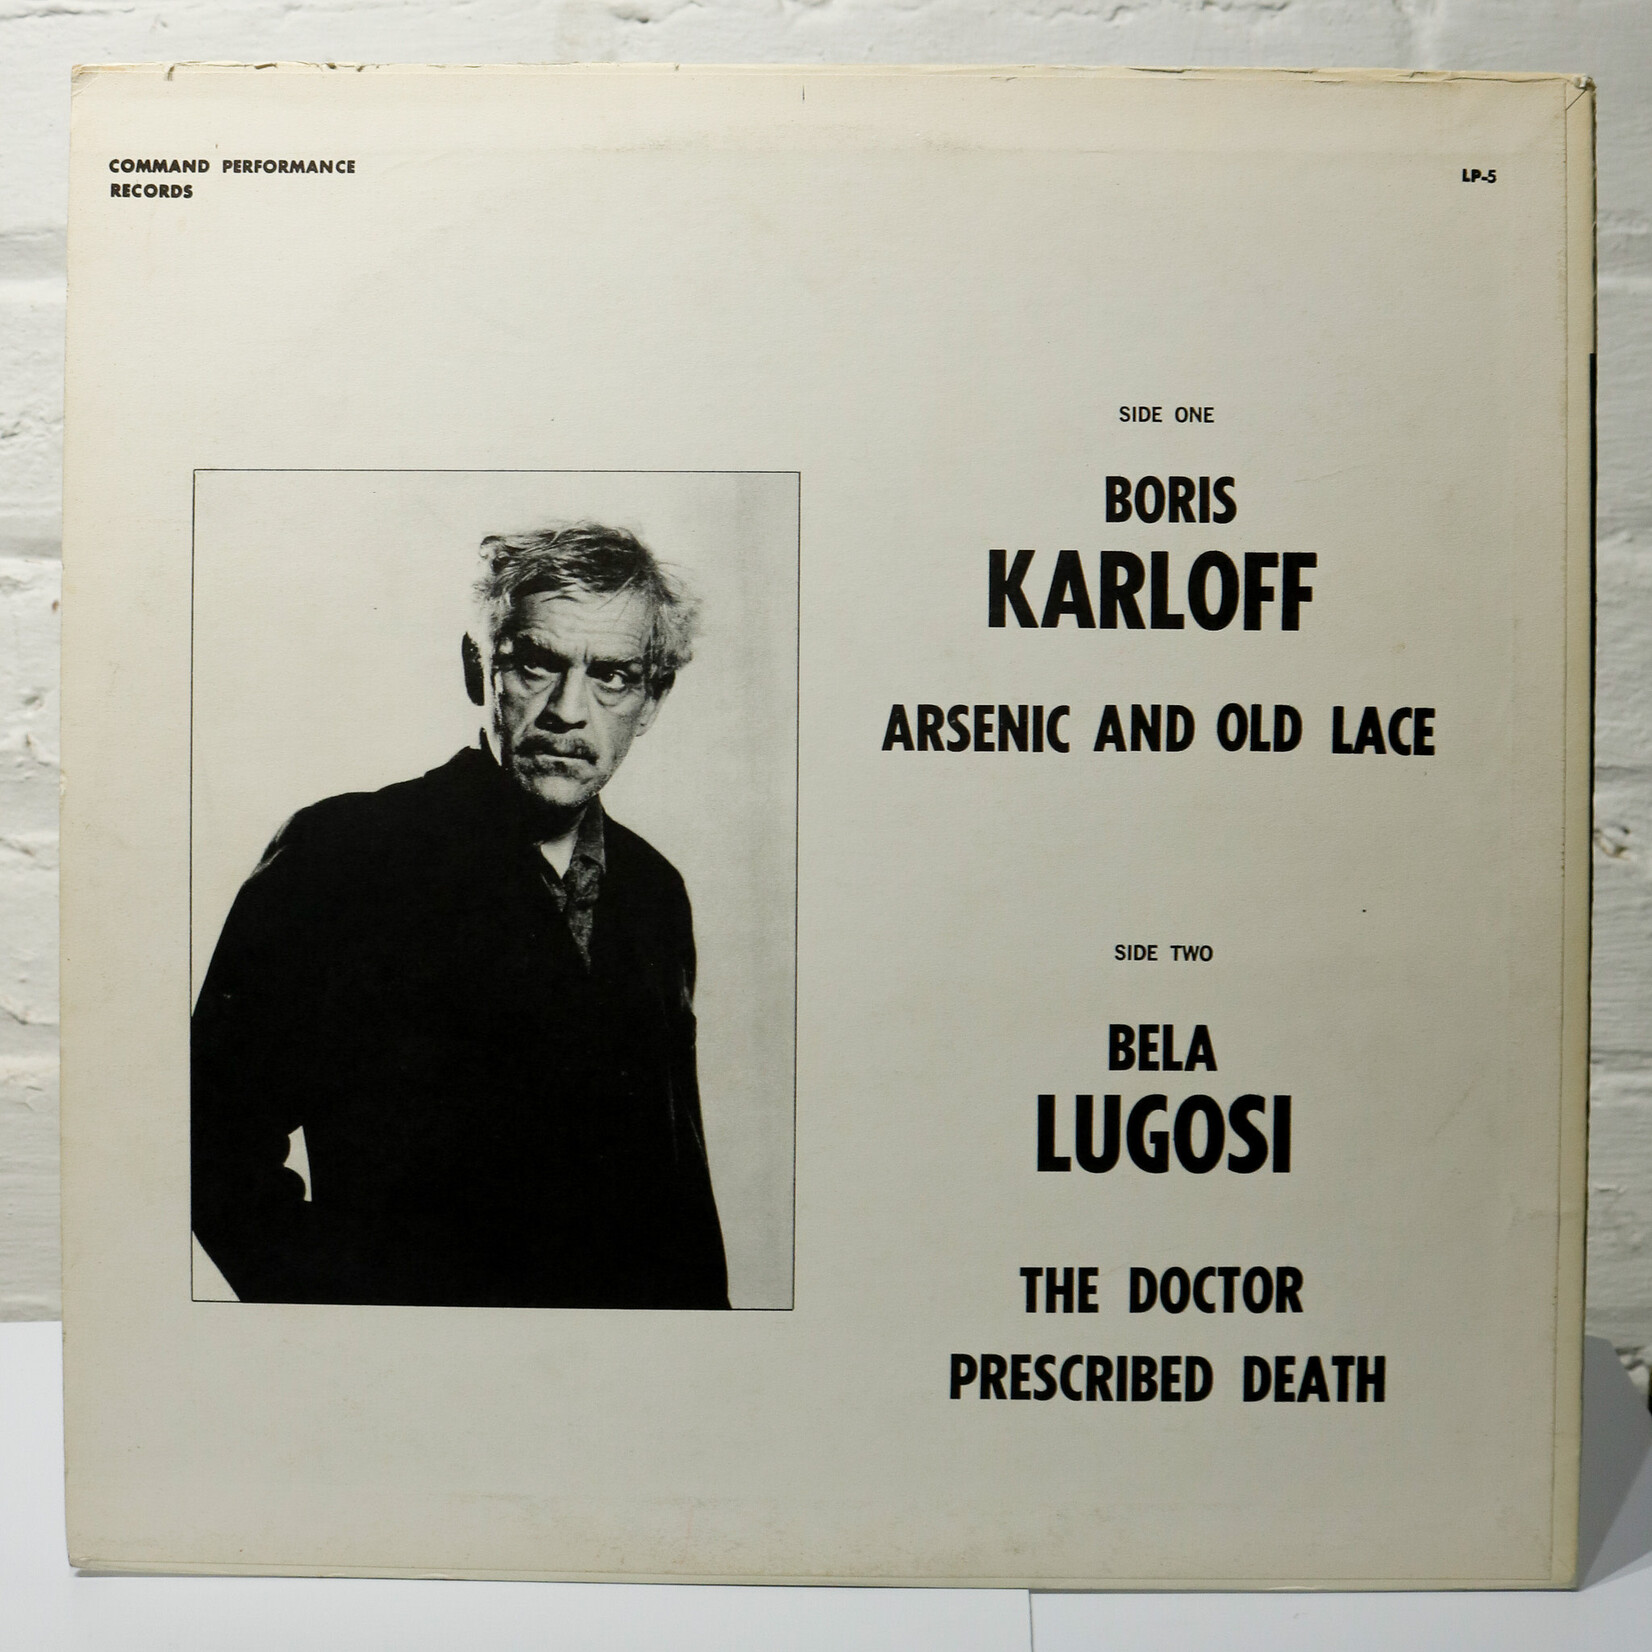 COMMAND PERFORMANCE
RECORDS
LP-5
SIDE ONE
BORIS
KARLOFF
ARSENIC AND OLD LACE
SIDE TWO
BELA
LUGOSI
THE DOCTOR
PRESCRIBED DEATH